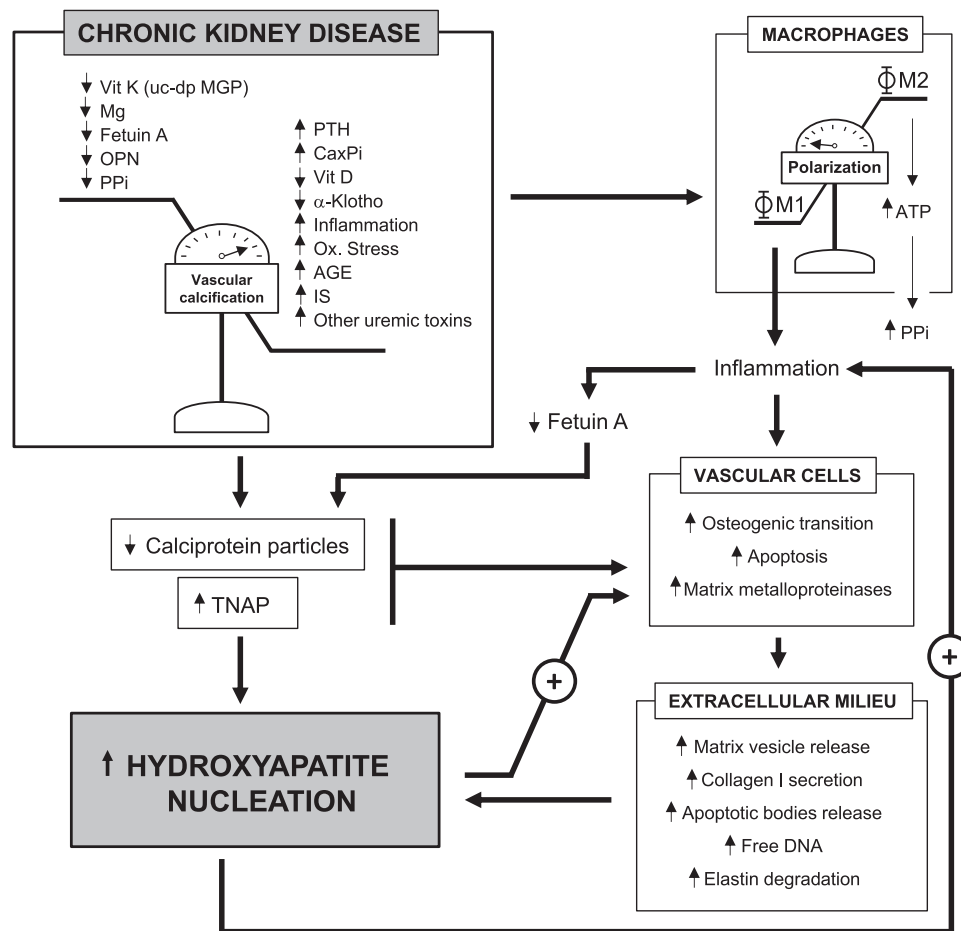 CHRONIC KIDNEY DISEASE
↓ Vit K (uc-dp MGP)
↓ Mg
↓ Fetuin A
↓ OPN
↓ PPi
↑ PTH
↑ CaxPi
↓ Vit D
↓ α-Klotho
↑ Inflammation
↑ Ox. Stress
↑ AGE
↑ IS
↑ Other uremic toxins
Vascular
calcification
MACROPHAGES
ΦM2
Polarization
ΦM1
↑ ATP
↑ PPi
Inflammation
↓ Fetuin A
VASCULAR CELLS
↑ Osteogenic transition
↑ Apoptosis
↑ Matrix metalloproteinases
↓ Calciprotein particles
↑ TNAP
+
+
EXTRACELLULAR MILIEU
↑ Matrix vesicle release
↑ Collagen I secretion
↑ Apoptotic bodies release
↑ Free DNA
↑ Elastin degradation
↑ HYDROXYAPATITE
NUCLEATION